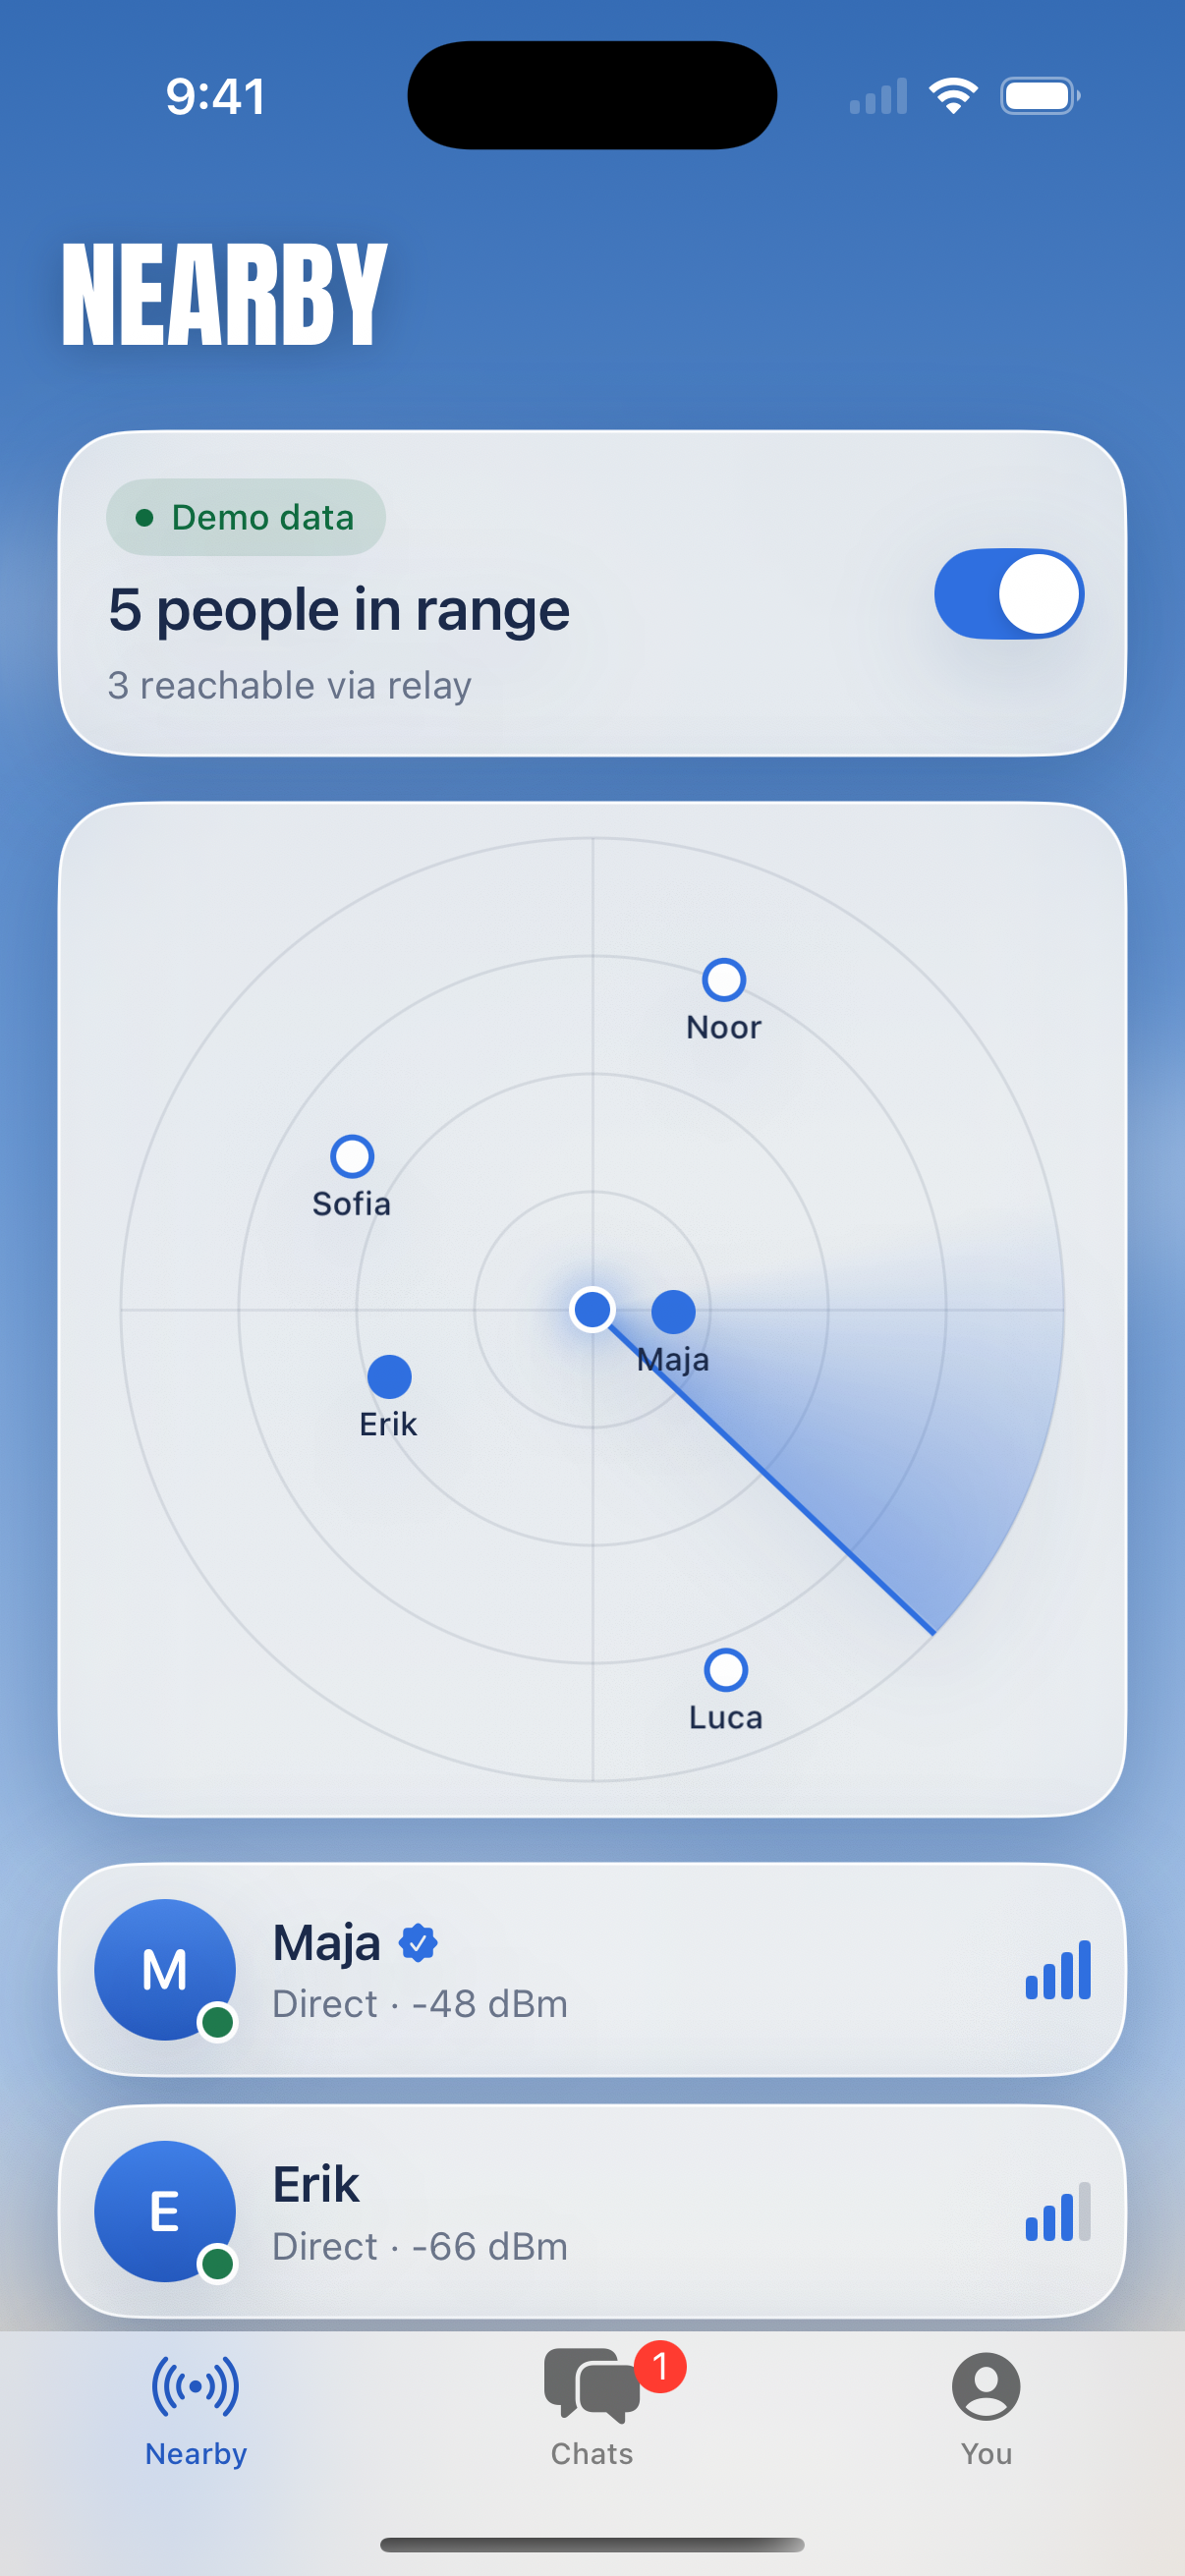 9:41
NEARBY
Demo data
5 people in range
3 reachable via relay
Noor
Sofia
Maja
Erik
Luca
M
Maja
Direct · -48 dBm
E
Erik
Direct · -66 dBm
1
Nearby
Chats
You